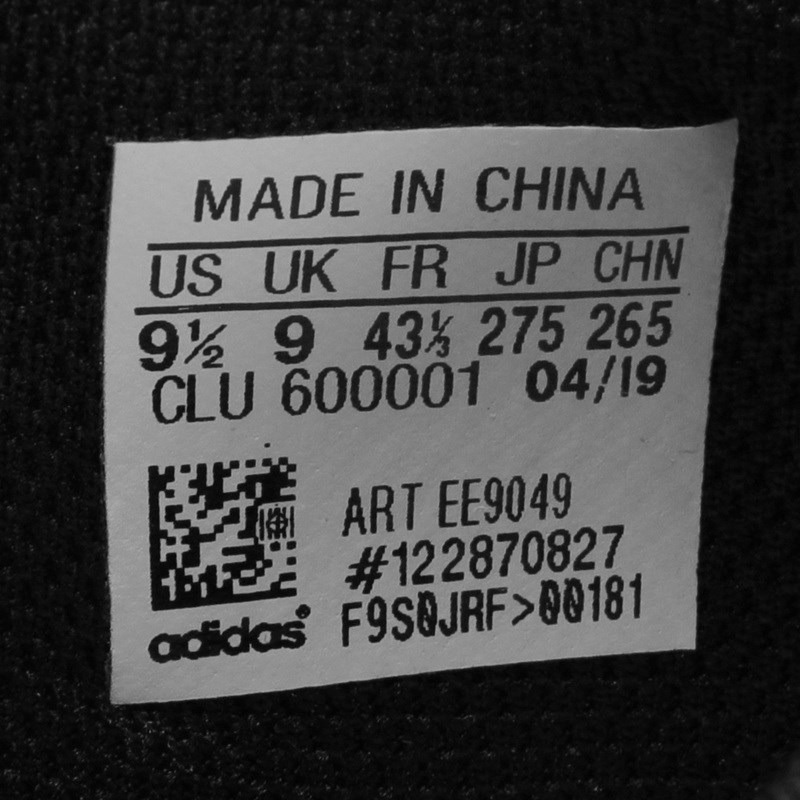 MADE IN CHINA
US UK FR JP CHN
9½ 9 43⅓ 275 265
CLU 600001 04/19
ART EE9049
#122870827
F9S0JRF>00181
adidas®